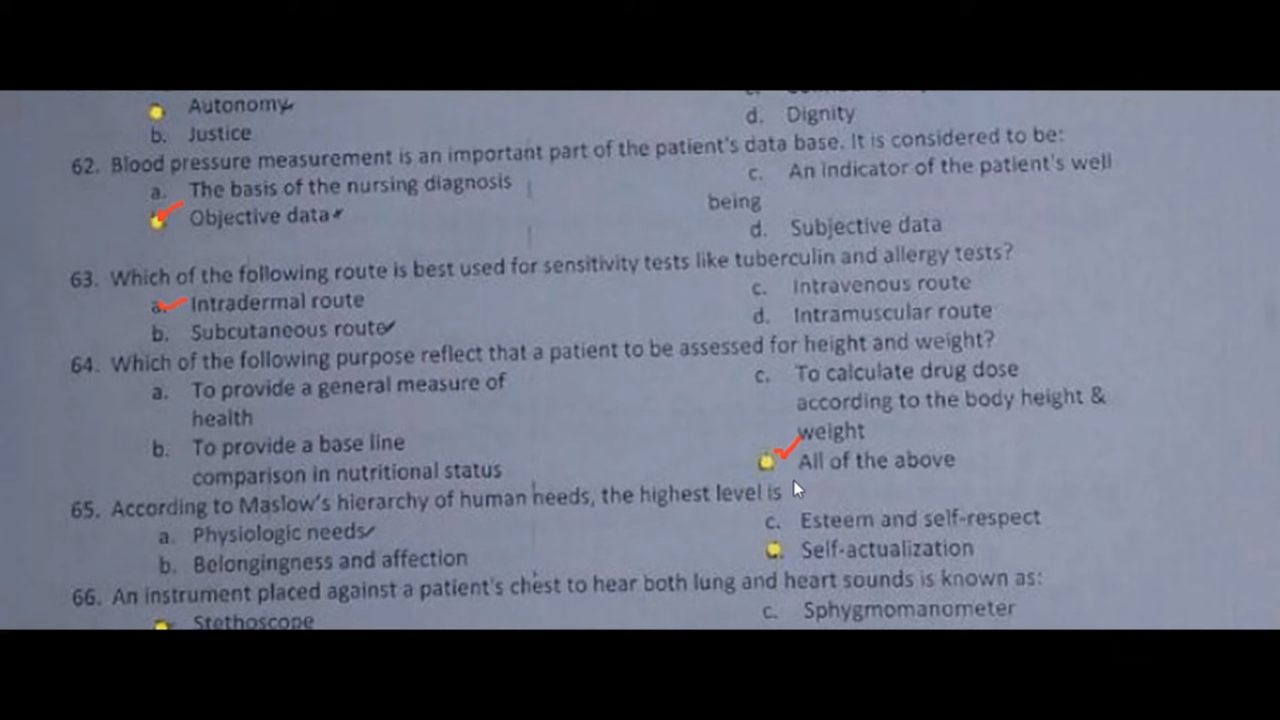 Autonomy
b. Justice
d. Dignity
62. Blood pressure measurement is an important part of the patient's data base. It is considered to be:
a. The basis of the nursing diagnosis
Objective data
c. An indicator of the patient's well
being
d. Subjective data
63. Which of the following route is best used for sensitivity tests like tuberculin and allergy tests?
a. Intradermal route
b. Subcutaneous route
c. Intravenous route
d. Intramuscular route
64. Which of the following purpose reflect that a patient to be assessed for height and weight?
a. To provide a general measure of
health
b. To provide a base line
comparison in nutritional status
c. To calculate drug dose
according to the body height &
weight
All of the above
65. According to Maslow's hierarchy of human needs, the highest level is
a. Physiologic needs
b. Belongingness and affection
c. Esteem and self-respect
Self-actualization
66. An instrument placed against a patient's chest to hear both lung and heart sounds is known as:
Stethoscope
c. Sphygmomanometer